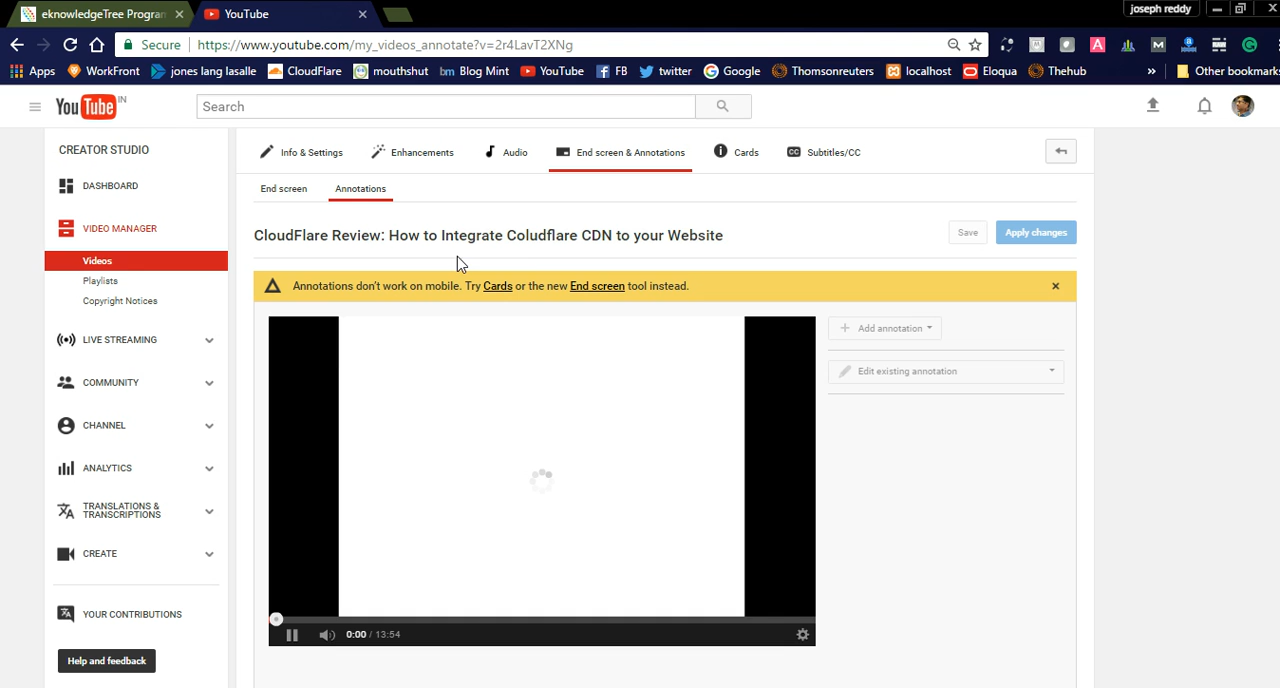 joseph reddy
eknowledgeTree Program
YouTube
Secure
https://www.youtube.com/my_videos_annotate?v=2r4LavT2XNg
Apps WorkFront jones lang lasalle CloudFlare mouthshut bm Blog Mint YouTube FB twitter Google Thomsonreuters localhost Eloqua Thehub » Other bookmarks
YouTube IN
Search
CREATOR STUDIO
DASHBOARD
VIDEO MANAGER
Videos
Playlists
Copyright Notices
LIVE STREAMING
COMMUNITY
CHANNEL
ANALYTICS
TRANSLATIONS &
TRANSCRIPTIONS
CREATE
YOUR CONTRIBUTIONS
Help and feedback
Info & Settings Enhancements Audio End screen & Annotations Cards CC Subtitles/CC
End screen Annotations
CloudFlare Review: How to Integrate Coludflare CDN to your Website
Save Apply changes
Annotations don't work on mobile. Try Cards or the new End screen tool instead.
Add annotation
Edit existing annotation
0:00 / 13:54